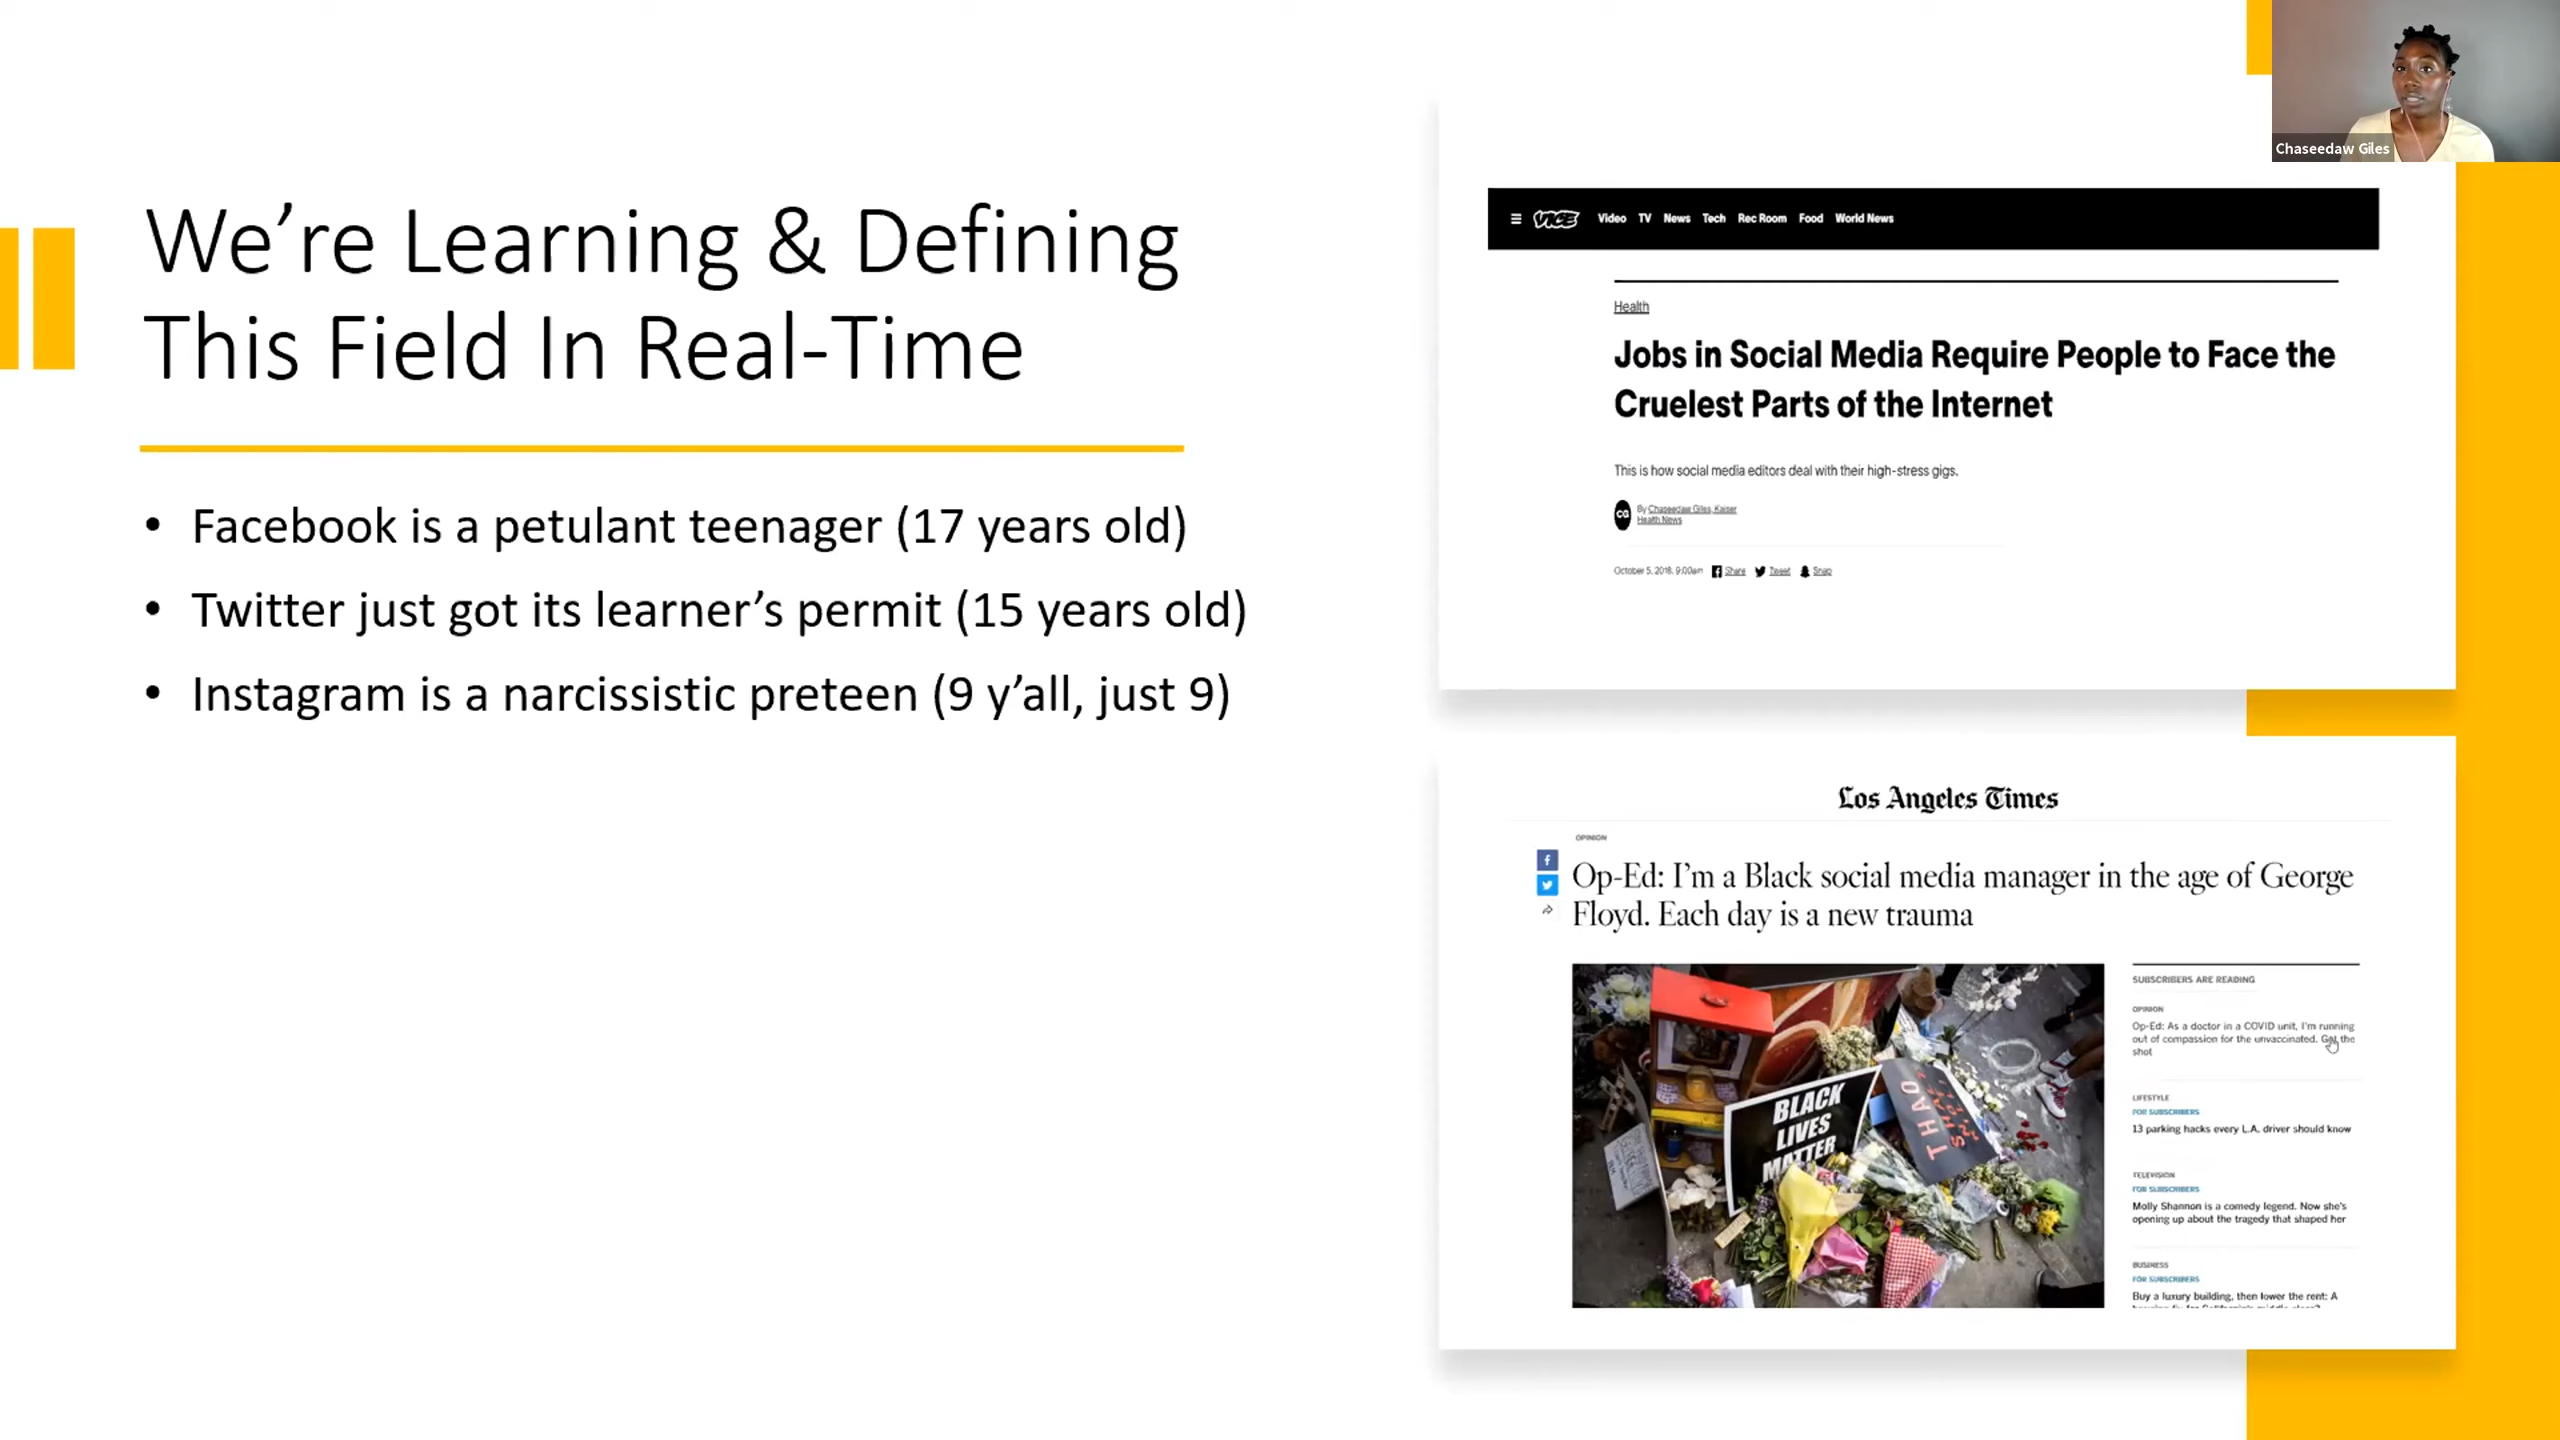 Chaseedaw Giles
We’re Learning & Defining
This Field In Real-Time
• Facebook is a petulant teenager (17 years old)
• Twitter just got its learner’s permit (15 years old)
• Instagram is a narcissistic preteen (9 y’all, just 9)
VICE Video TV News Tech Rec Room Food World News
Health
Jobs in Social Media Require People to Face the
Cruelest Parts of the Internet
This is how social media editors deal with their high-stress gigs.
CG
By Chaseedaw Giles, Kaiser
Health News
October 5, 2018, 9:00am Share Tweet Snap
Los Angeles Times
OPINION
Op-Ed: I’m a Black social media manager in the age of George
Floyd. Each day is a new trauma
BLACK
LIVES
MATTER
THAO
SUBSCRIBERS ARE READING
OPINION
Op-Ed: As a doctor in a COVID unit, I’m running
out of compassion for the unvaccinated. Get the
shot
LIFESTYLE
FOR SUBSCRIBERS
13 parking hacks every L.A. driver should know
TELEVISION
FOR SUBSCRIBERS
Molly Shannon is a comedy legend. Now she’s
opening up about the tragedy that shaped her
BUSINESS
FOR SUBSCRIBERS
Buy a luxury building, then lower the rent: A